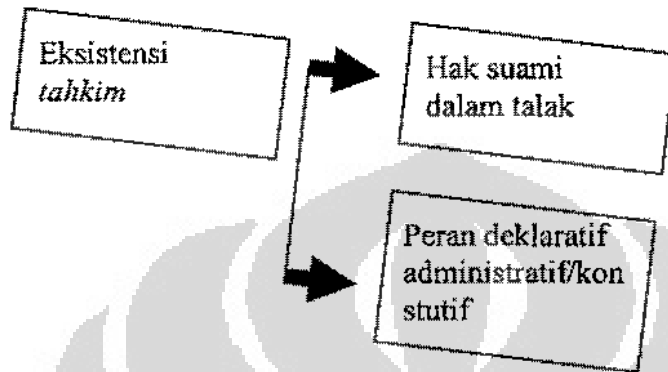 Eksistensi
tahkim
Hak suami
dalam talak
Peran deklaratif
administratif/kon
stutif